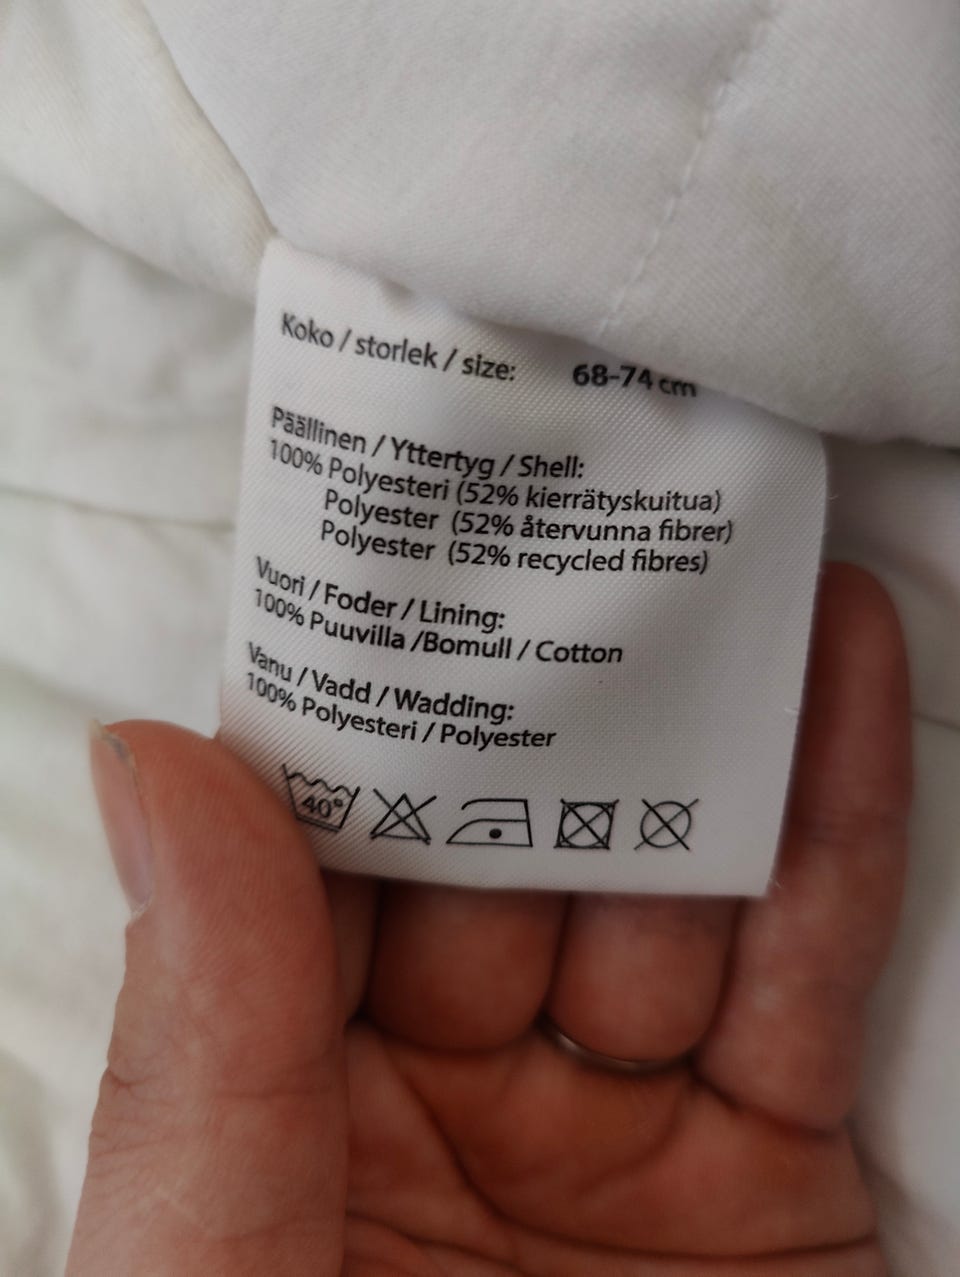 Koko / storlek / size: 68-74 cm
Päällinen / Yttertyg / Shell:
100% Polyesteri (52% kierrätyskuitua)
Polyester (52% återvunna fibrer)
Polyester (52% recycled fibres)
Vuori / Foder / Lining:
100% Puuvilla /Bomull / Cotton
Vanu / Vadd / Wadding:
100% Polyesteri / Polyester
40°